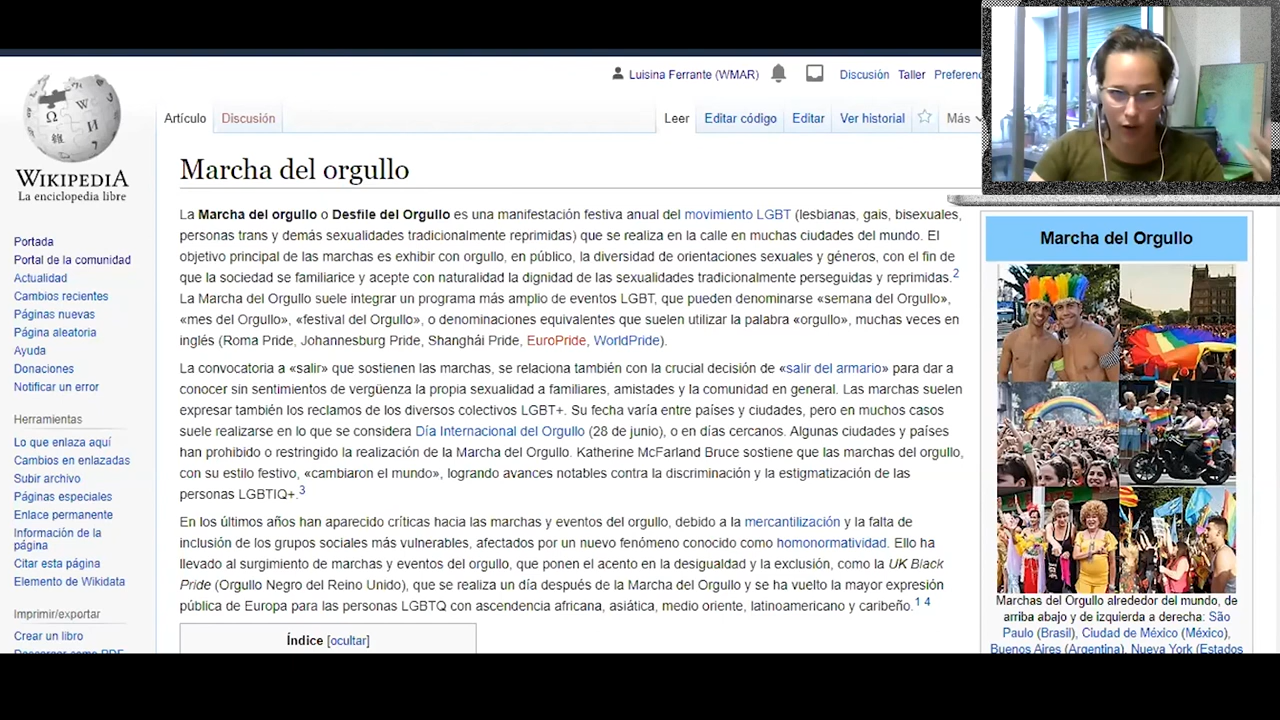 Luisina Ferrante (WMAR) Discusión Taller Preferenc
Artículo Discusión Leer Editar código Editar Ver historial Más
WIKIPEDIA
La enciclopedia libre
Portada
Portal de la comunidad
Actualidad
Cambios recientes
Páginas nuevas
Página aleatoria
Ayuda
Donaciones
Notificar un error
Herramientas
Lo que enlaza aquí
Cambios en enlazadas
Subir archivo
Páginas especiales
Enlace permanente
Información de la
página
Citar esta página
Elemento de Wikidata
Imprimir/exportar
Crear un libro
Descargar como PDF
Marcha del orgullo
La Marcha del orgullo o Desfile del Orgullo es una manifestación festiva anual del movimiento LGBT (lesbianas, gais, bisexuales,
personas trans y demás sexualidades tradicionalmente reprimidas) que se realiza en la calle en muchas ciudades del mundo. El
objetivo principal de las marchas es exhibir con orgullo, en público, la diversidad de orientaciones sexuales y géneros, con el fin de
que la sociedad se familiarice y acepte con naturalidad la dignidad de las sexualidades tradicionalmente perseguidas y reprimidas.2
La Marcha del Orgullo suele integrar un programa más amplio de eventos LGBT, que pueden denominarse «semana del Orgullo»,
«mes del Orgullo», «festival del Orgullo», o denominaciones equivalentes que suelen utilizar la palabra «orgullo», muchas veces en
inglés (Roma Pride, Johannesburg Pride, Shanghái Pride, EuroPride, WorldPride).
La convocatoria a «salir» que sostienen las marchas, se relaciona también con la crucial decisión de «salir del armario» para dar a
conocer sin sentimientos de vergüenza la propia sexualidad a familiares, amistades y la comunidad en general. Las marchas suelen
expresar también los reclamos de los diversos colectivos LGBT+. Su fecha varía entre países y ciudades, pero en muchos casos
suele realizarse en lo que se considera Día Internacional del Orgullo (28 de junio), o en días cercanos. Algunas ciudades y países
han prohibido o restringido la realización de la Marcha del Orgullo. Katherine McFarland Bruce sostiene que las marchas del orgullo,
con su estilo festivo, «cambiaron el mundo», logrando avances notables contra la discriminación y la estigmatización de las
personas LGBTIQ+.3
En los últimos años han aparecido críticas hacia las marchas y eventos del orgullo, debido a la mercantilización y la falta de
inclusión de los grupos sociales más vulnerables, afectados por un nuevo fenómeno conocido como homonormatividad. Ello ha
llevado al surgimiento de marchas y eventos del orgullo, que ponen el acento en la desigualdad y la exclusión, como la UK Black
Pride (Orgullo Negro del Reino Unido), que se realiza un día después de la Marcha del Orgullo y se ha vuelto la mayor expresión
pública de Europa para las personas LGBTQ con ascendencia africana, asiática, medio oriente, latinoamericano y caribeño.1 4
Índice [ocultar]
Marcha del Orgullo
Marchas del Orgullo alrededor del mundo, de
arriba abajo y de izquierda a derecha: São
Paulo (Brasil), Ciudad de México (México),
Buenos Aires (Argentina), Nueva York (Estados